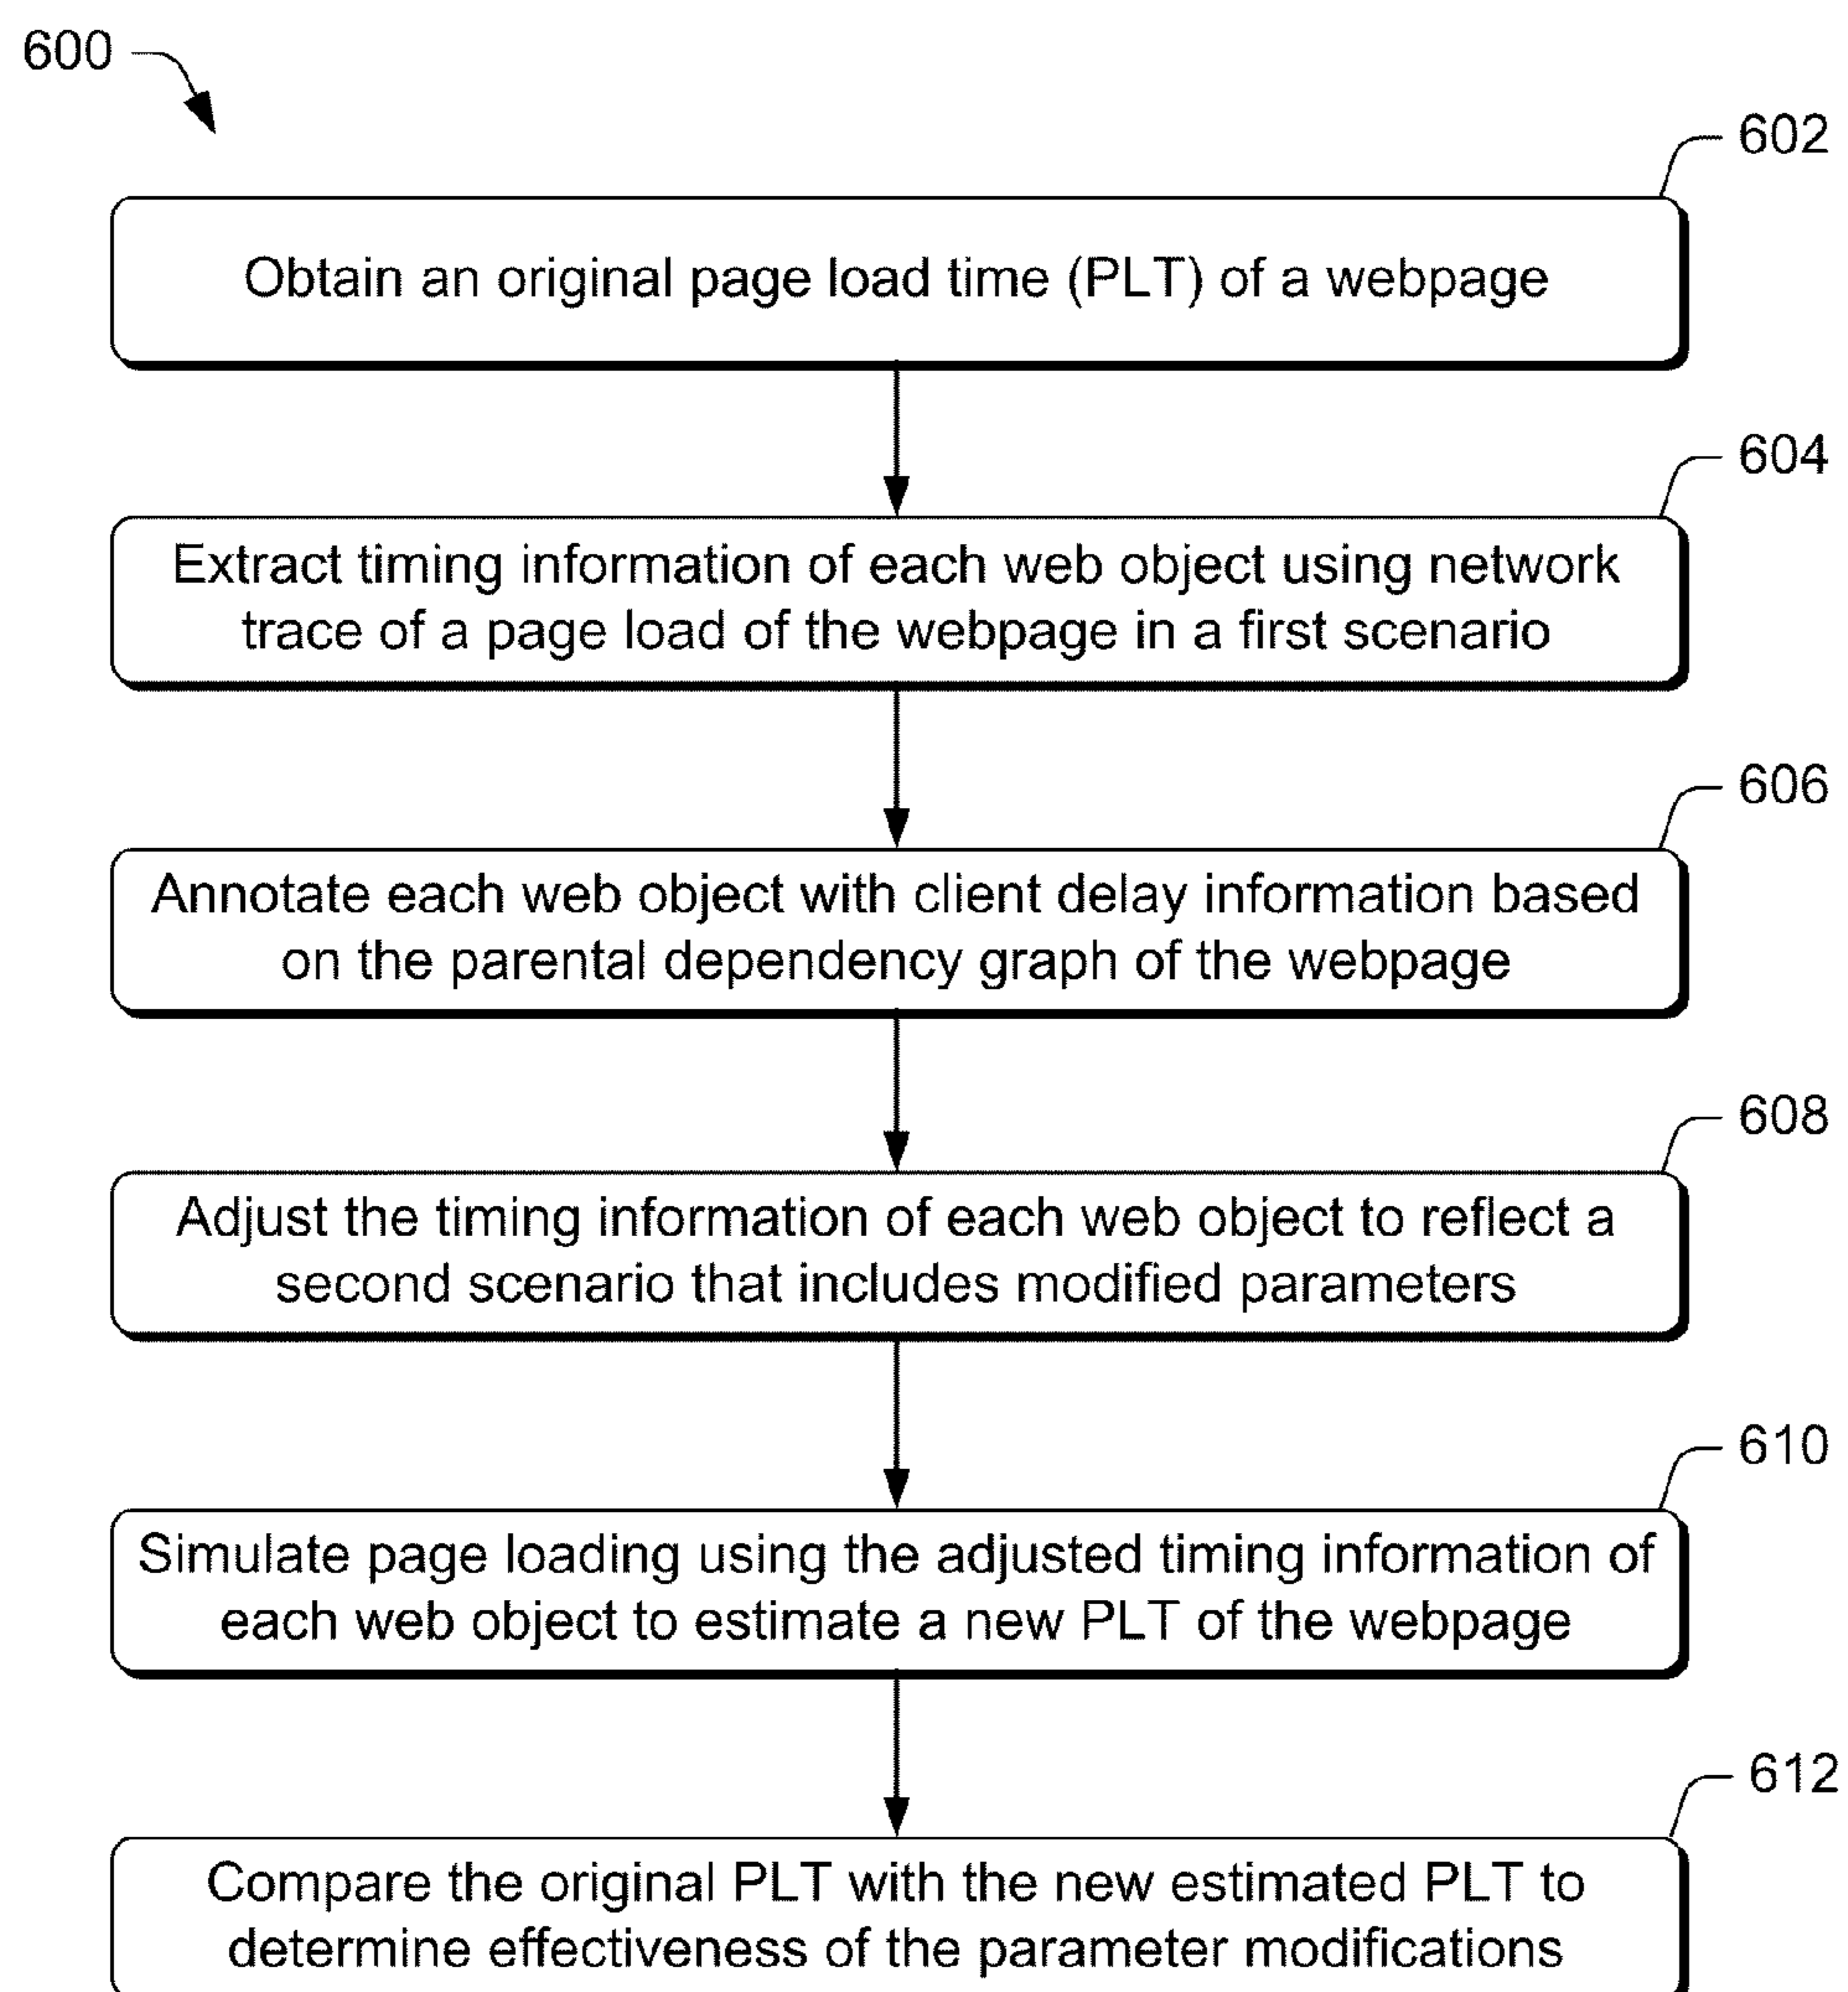 600
602
Obtain an original page load time (PLT) of a webpage
604
Extract timing information of each web object using network
trace of a page load of the webpage in a first scenario
606
Annotate each web object with client delay information based
on the parental dependency graph of the webpage
608
Adjust the timing information of each web object to reflect a
second scenario that includes modified parameters
610
Simulate page loading using the adjusted timing information of
each web object to estimate a new PLT of the webpage
612
Compare the original PLT with the new estimated PLT to
determine effectiveness of the parameter modifications